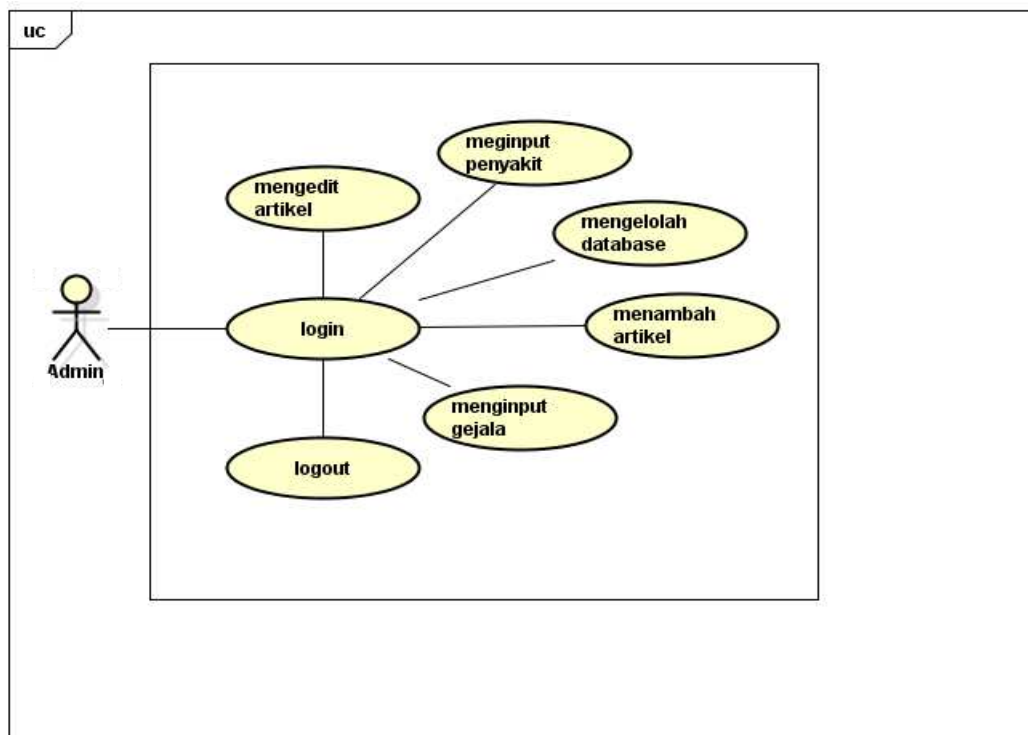 uc
meginput
penyakit
mengedit
artikel
mengelolah
database
login
menambah
artikel
Admin
menginput
gejala
logout